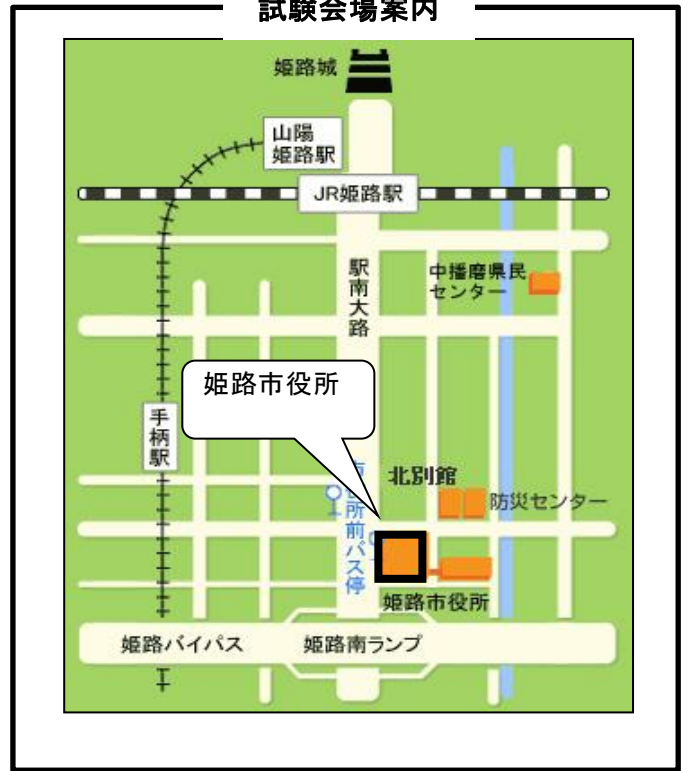 試験会場案内
姫路城
山陽
姫路駅
JR姫路駅
駅南大路
中播磨県民
センター
姫路市役所
手柄駅
北別館
防災センター
所前バス停
姫路市役所
姫路バイパス
姫路南ランプ